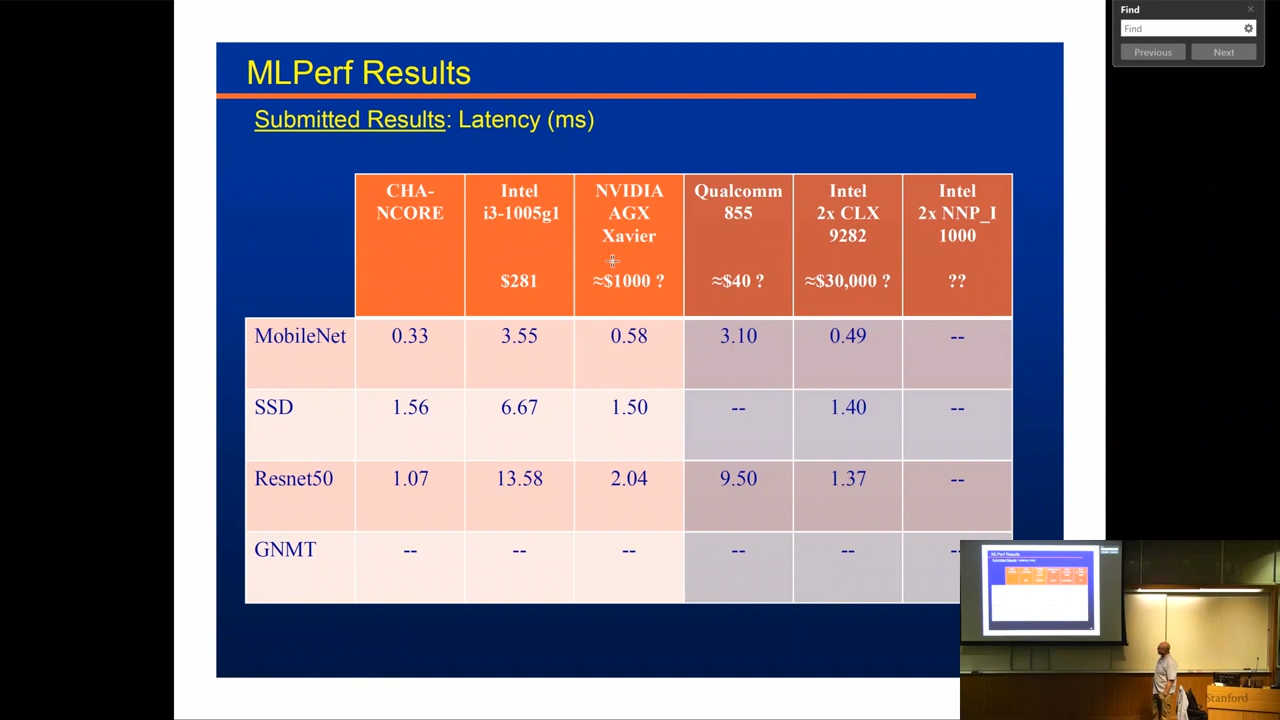 Find
Find
Previous Next
MLPerf Results
Submitted Results: Latency (ms)
CHA-NCORE Intel i3-1005g1 $281 NVIDIA AGX Xavier ≈$1000 ? Qualcomm 855 ≈$40 ? Intel 2x CLX 9282 ≈$30,000 ? Intel 2x NNP_I 1000 ??
MobileNet 0.33 3.55 0.58 3.10 0.49 --
SSD 1.56 6.67 1.50 -- 1.40 --
Resnet50 1.07 13.58 2.04 9.50 1.37 --
GNMT -- -- -- -- -- --
MLPerf Results
Stanford